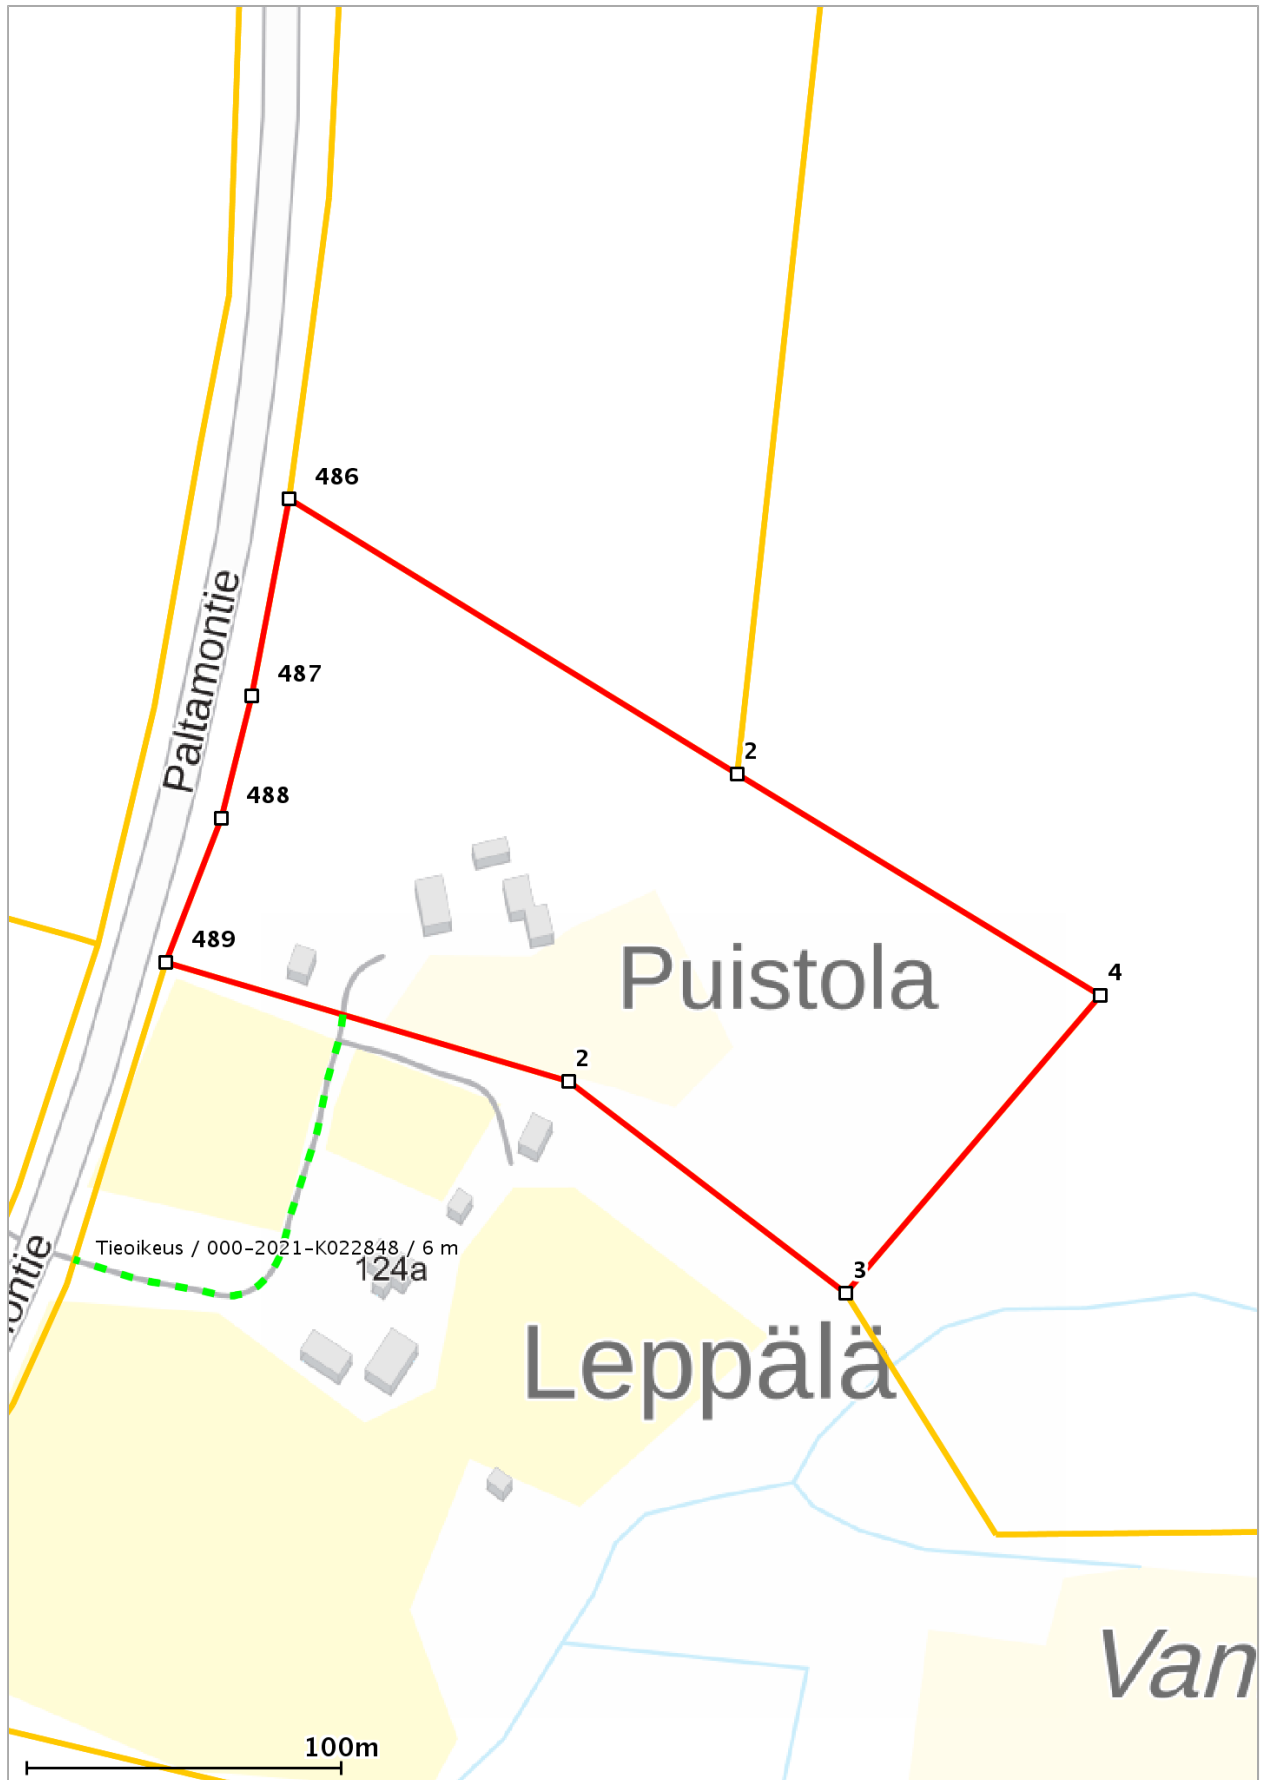 486
Paltamontie
487
2
488
489
Puistola
4
2
Tieoikeus / 000-2021-K022848 / 6 m
124a
3
ontie
Leppälä
Van
100m